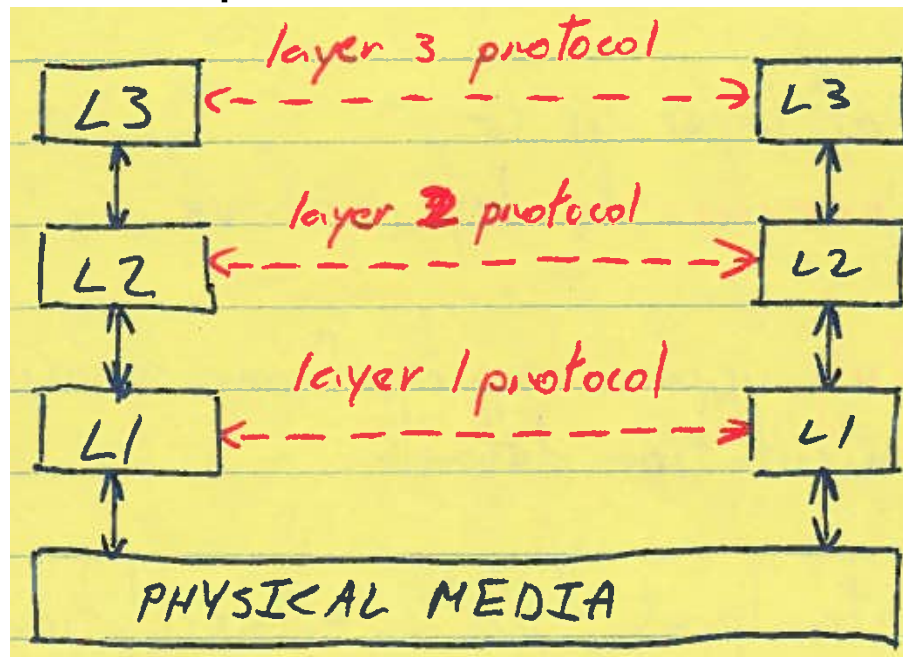 layer 3 protocol
L3 L3
layer 2 protocol
L2 L2
layer 1 protocol
L1 L1
PHYSICAL MEDIA